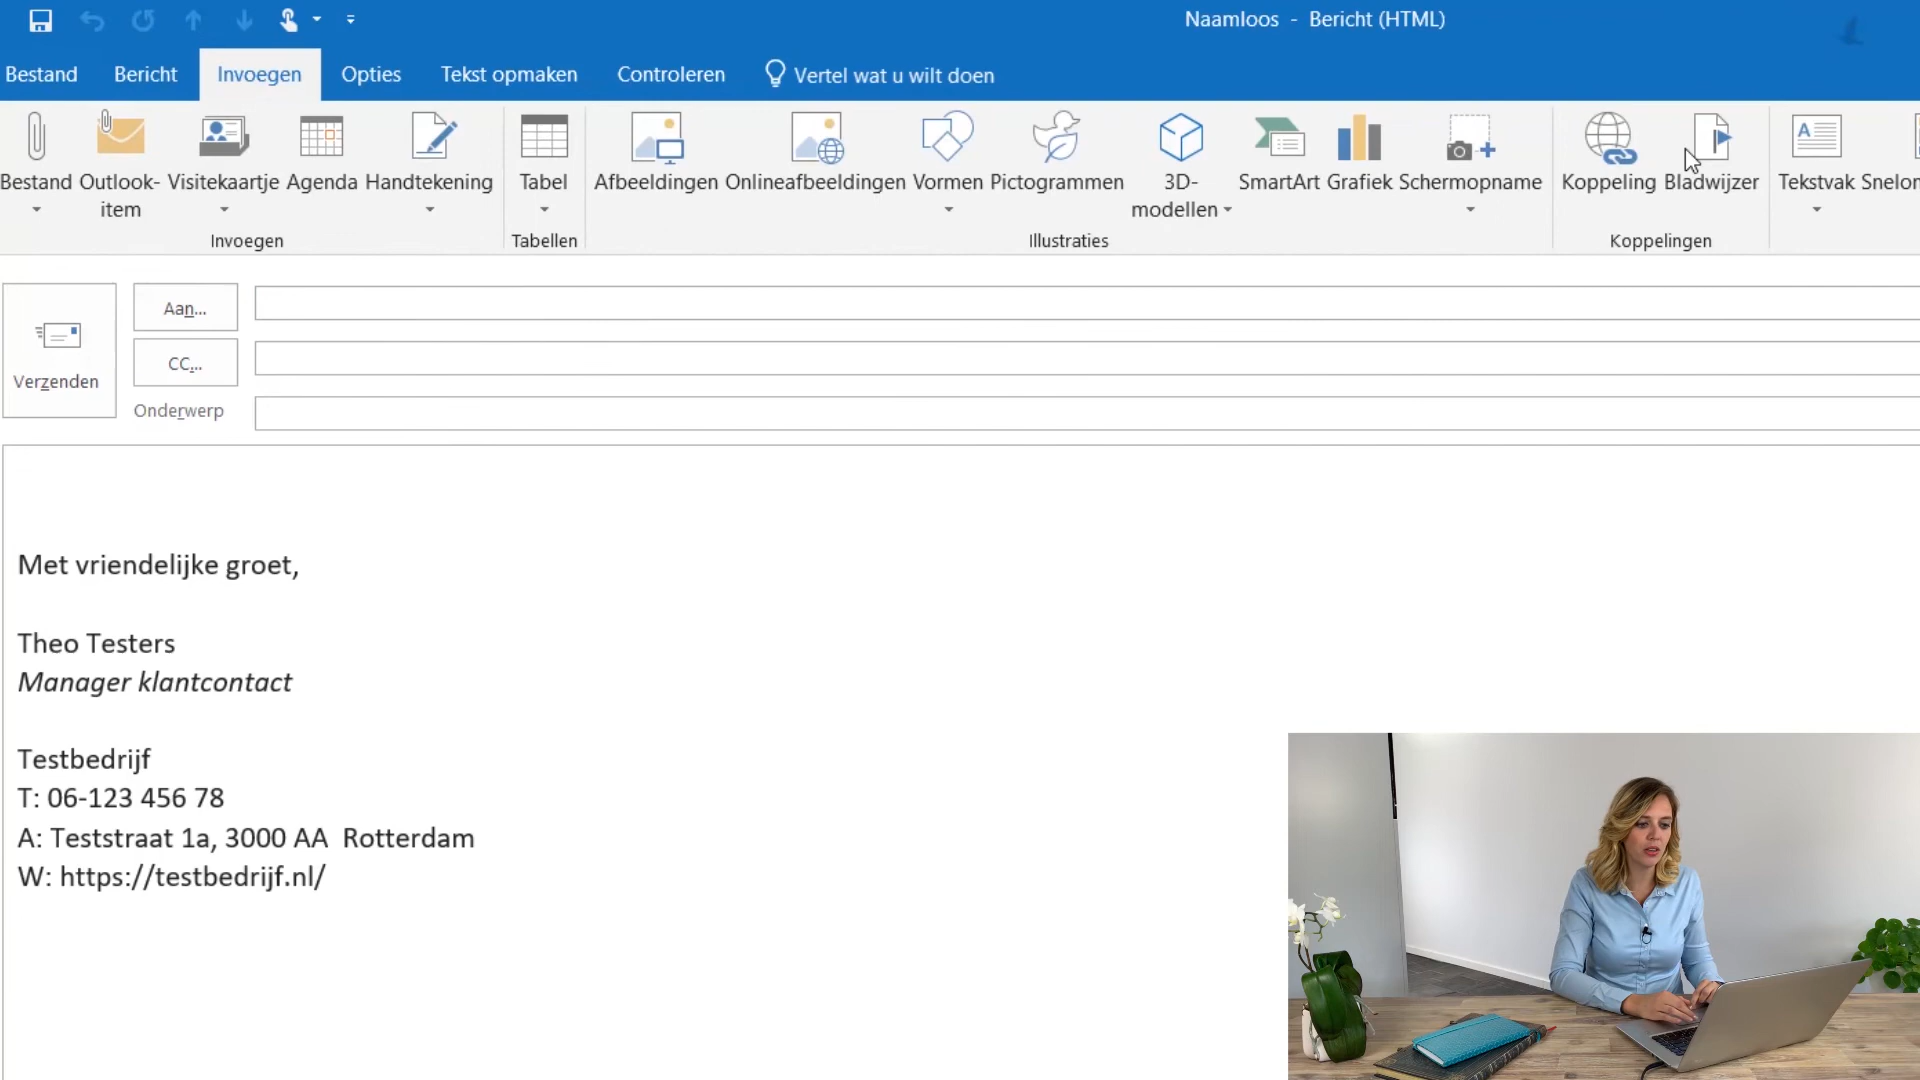 Naamloos - Bericht (HTML)
Bestand Bericht Invoegen Opties Tekst opmaken Controleren Vertel wat u wilt doen
Bestand Outlook-item Visitekaartje Agenda Handtekening Tabel Afbeeldingen Onlineafbeeldingen Vormen Pictogrammen 3D-modellen SmartArt Grafiek Schermopname Koppeling Bladwijzer Tekstvak
Invoegen Tabellen Illustraties Koppelingen
Verzenden
Aan...
CC...
Onderwerp
Met vriendelijke groet,
Theo Testers
Manager klantcontact
Testbedrijf
T: 06-123 456 78
A: Teststraat 1a, 3000 AA Rotterdam
W: https://testbedrijf.nl/